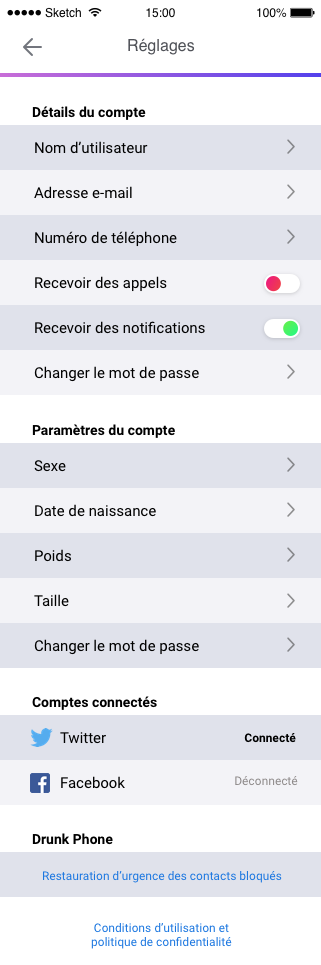 Sketch 15:00 100%
Réglages
Détails du compte
Nom d’utilisateur
Adresse e-mail
Numéro de téléphone
Recevoir des appels
Recevoir des notifications
Changer le mot de passe
Paramètres du compte
Sexe
Date de naissance
Poids
Taille
Changer le mot de passe
Comptes connectés
Twitter Connecté
Facebook Déconnecté
Drunk Phone
Restauration d’urgence des contacts bloqués
Conditions d’utilisation et
politique de confidentialité